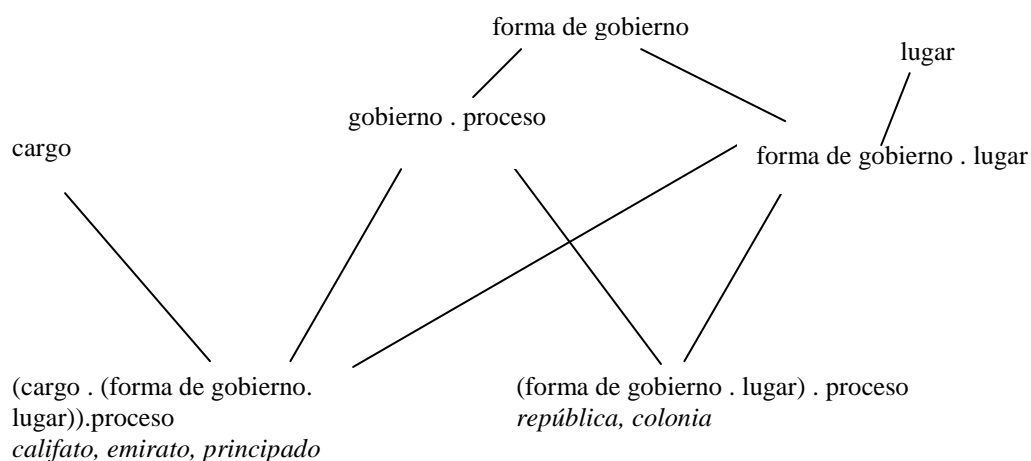 forma de gobierno
lugar
gobierno . proceso
cargo
forma de gobierno . lugar
(cargo . (forma de gobierno.
lugar)).proceso
califato, emirato, principado
(forma de gobierno . lugar) . proceso
república, colonia